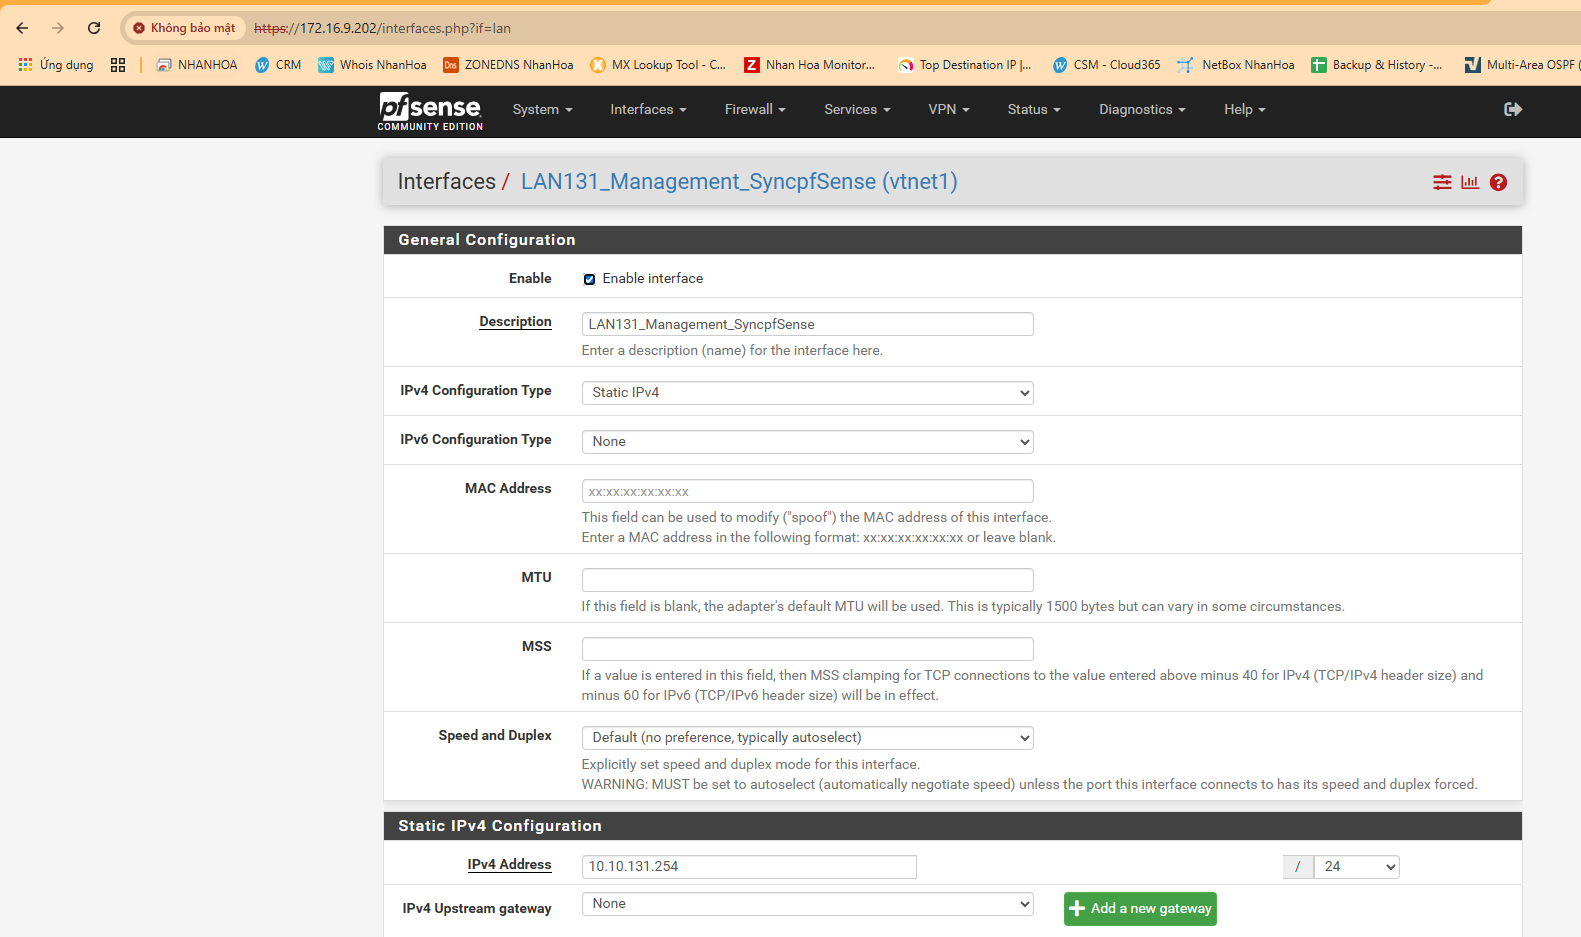 Không bảo mật https://172.16.9.202/interfaces.php?if=lan
Ứng dụng NHANHOA CRM Whois NhanHoa Dns ZONEDNS NhanHoa MX Lookup Tool - C... Z Nhan Hoa Monitor... Top Destination IP |... CSM - Cloud365 NetBox NhanHoa Backup & History -... Multi-Area OSPF (
pfsense COMMUNITY EDITION System Interfaces Firewall Services VPN Status Diagnostics Help
Interfaces / LAN131_Management_SyncpfSense (vtnet1)
General Configuration
Enable Enable interface
Description LAN131_Management_SyncpfSense
Enter a description (name) for the interface here.
IPv4 Configuration Type Static IPv4
IPv6 Configuration Type None
MAC Address xx:xx:xx:xx:xx:xx
This field can be used to modify ("spoof") the MAC address of this interface.
Enter a MAC address in the following format: xx:xx:xx:xx:xx:xx or leave blank.
MTU
If this field is blank, the adapter's default MTU will be used. This is typically 1500 bytes but can vary in some circumstances.
MSS
If a value is entered in this field, then MSS clamping for TCP connections to the value entered above minus 40 for IPv4 (TCP/IPv4 header size) and
minus 60 for IPv6 (TCP/IPv6 header size) will be in effect.
Speed and Duplex Default (no preference, typically autoselect)
Explicitly set speed and duplex mode for this interface.
WARNING: MUST be set to autoselect (automatically negotiate speed) unless the port this interface connects to has its speed and duplex forced.
Static IPv4 Configuration
IPv4 Address 10.10.131.254 / 24
IPv4 Upstream gateway None Add a new gateway